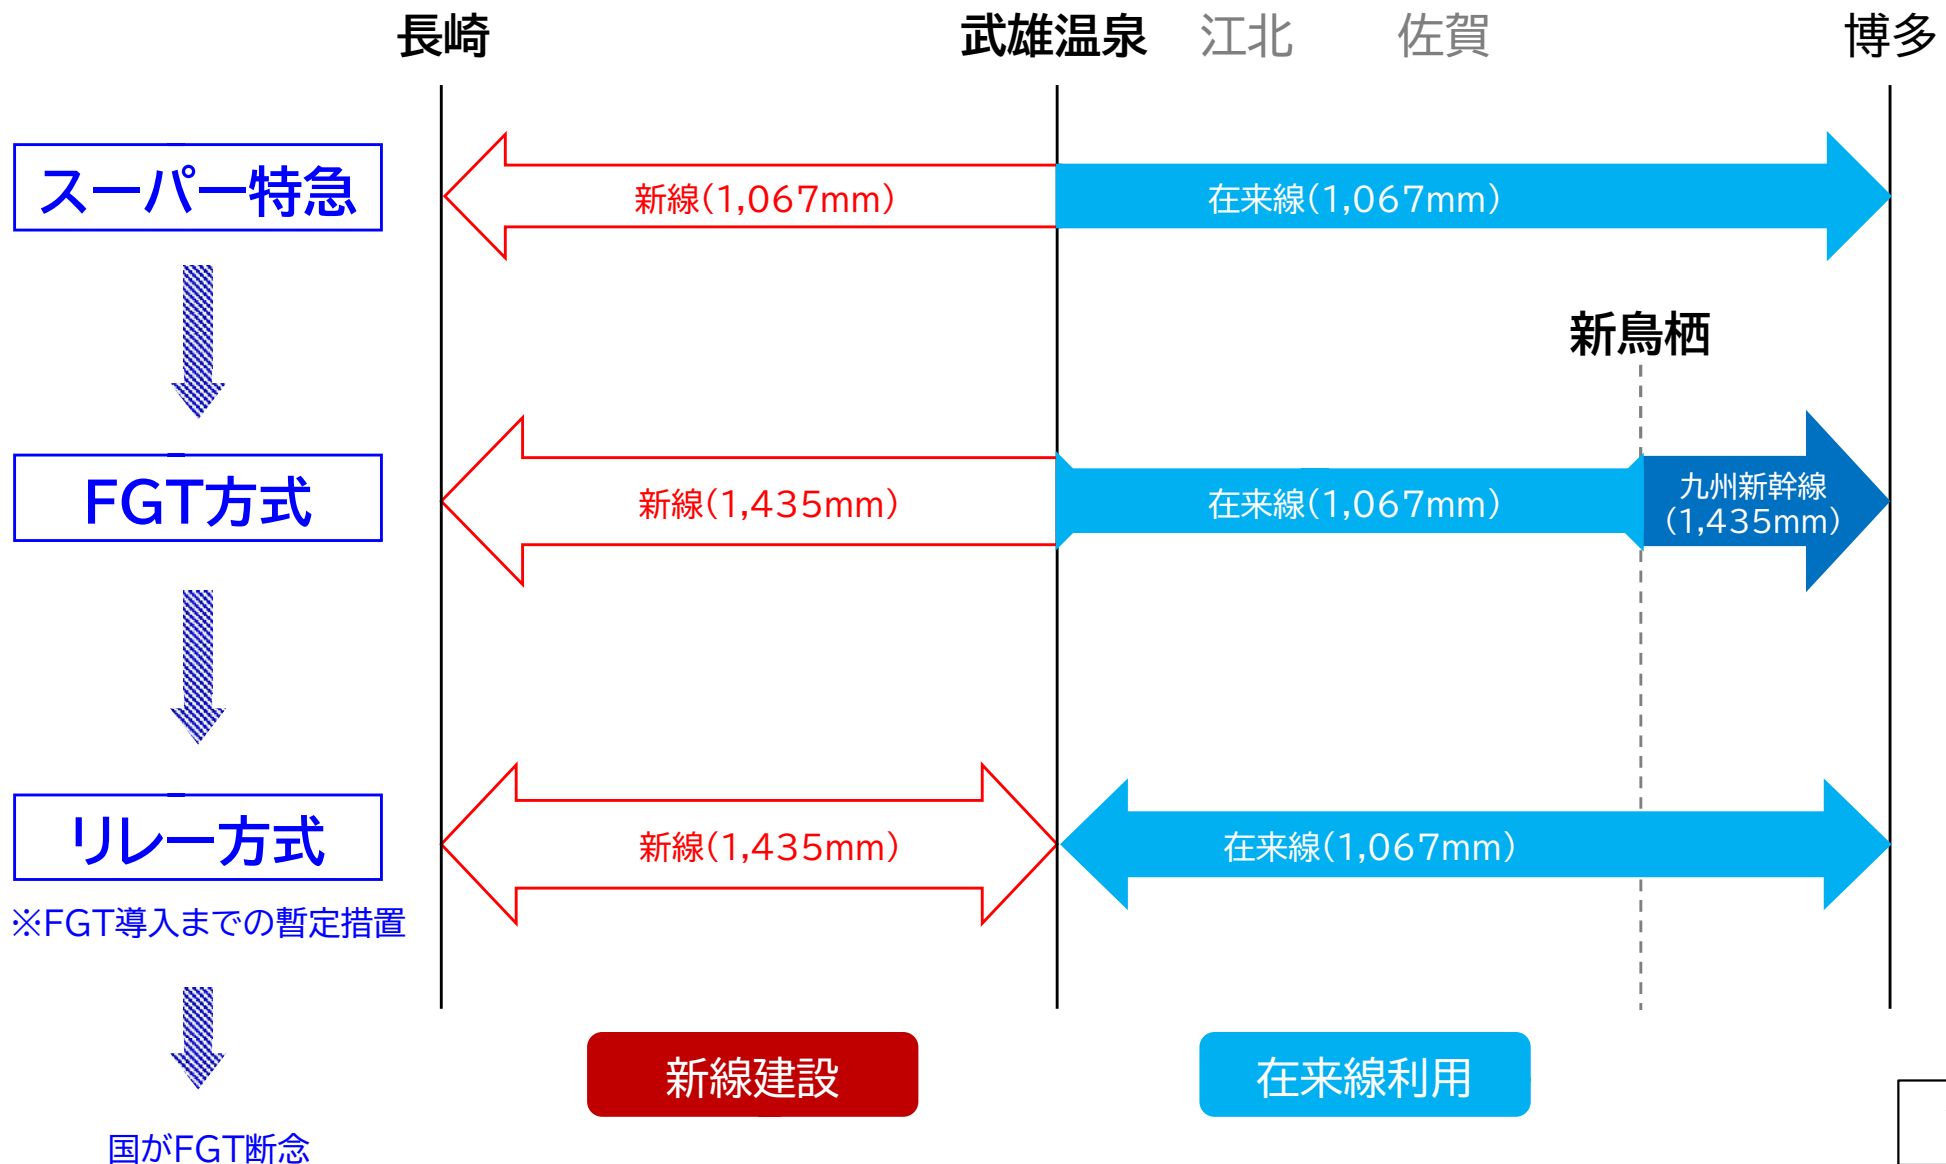 長崎 武雄温泉 江北 佐賀 博多
スーパー特急
新線(1,067mm)
在来線(1,067mm)
新鳥栖
FGT方式
新線(1,435mm)
在来線(1,067mm)
九州新幹線
(1,435mm)
リレー方式
新線(1,435mm)
在来線(1,067mm)
※FGT導入までの暫定措置
新線建設
在来線利用
国がFGT断念